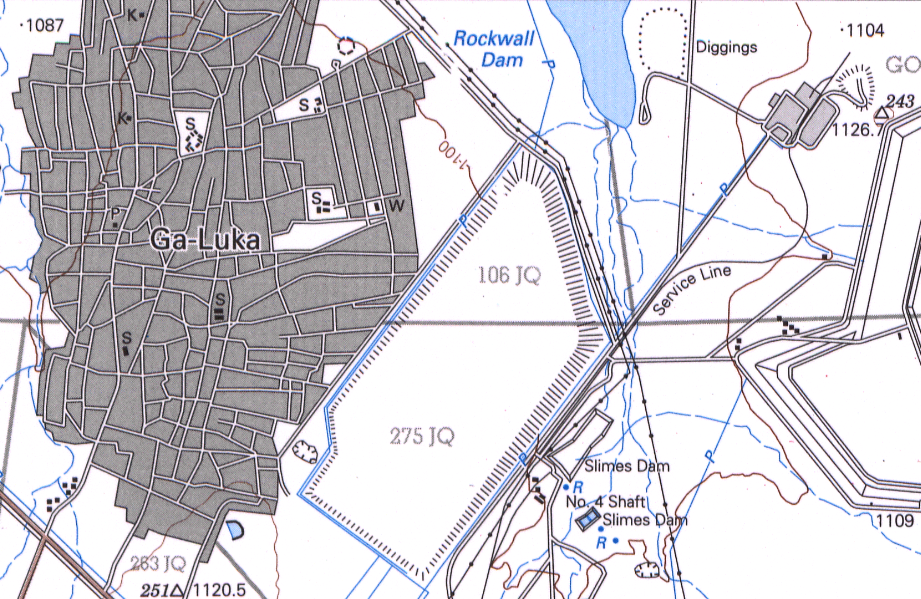 ·1087
K
Rockwall
Dam
P
Diggings
·1104
GO
243
1126.7
K
S
S
1100
P
S
W
P
P
Ga-Luka
106 JQ
Service Line
S
S
275 JQ
P
P
Slimes Dam
R
No. 4 Shaft
Slimes Dam
R
1109
263 JQ
251 1120.5